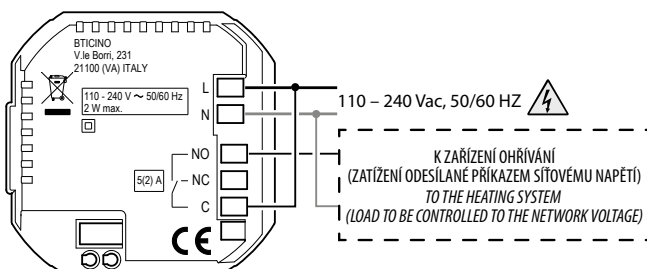 BTICINO
V.le Borri, 231
21100 (VA) ITALY
110 - 240 V ~ 50/60 Hz
2 W max.
L
N
NO
NC
C
5(2) A
CE
110 – 240 Vac, 50/60 HZ
K ZAŘÍZENÍ OHŘÍVÁNÍ
(ZATÍŽENÍ ODESÍLANÉ PŘÍKAZEM SÍŤOVÉMU NAPĚTÍ)
TO THE HEATING SYSTEM
(LOAD TO BE CONTROLLED TO THE NETWORK VOLTAGE)